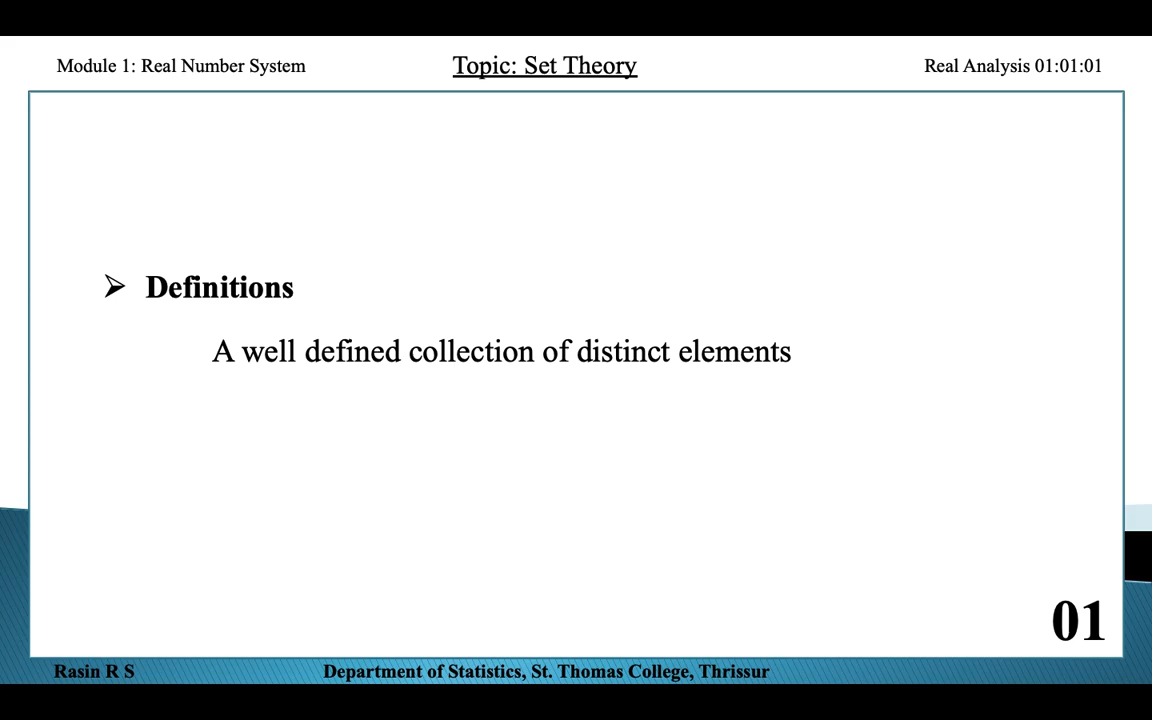 Module 1: Real Number System
Topic: Set Theory
Real Analysis 01:01:01
➢ Definitions
A well defined collection of distinct elements
01
Rasin R S
Department of Statistics, St. Thomas College, Thrissur